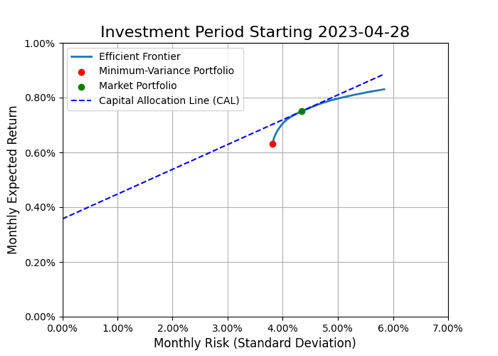 Investment Period Starting 2023-04-28
Efficient Frontier
Minimum-Variance Portfolio
Market Portfolio
Capital Allocation Line (CAL)
Monthly Expected Return
1.00%
0.80%
0.60%
0.40%
0.20%
0.00%
0.00% 1.00% 2.00% 3.00% 4.00% 5.00% 6.00% 7.00%
Monthly Risk (Standard Deviation)